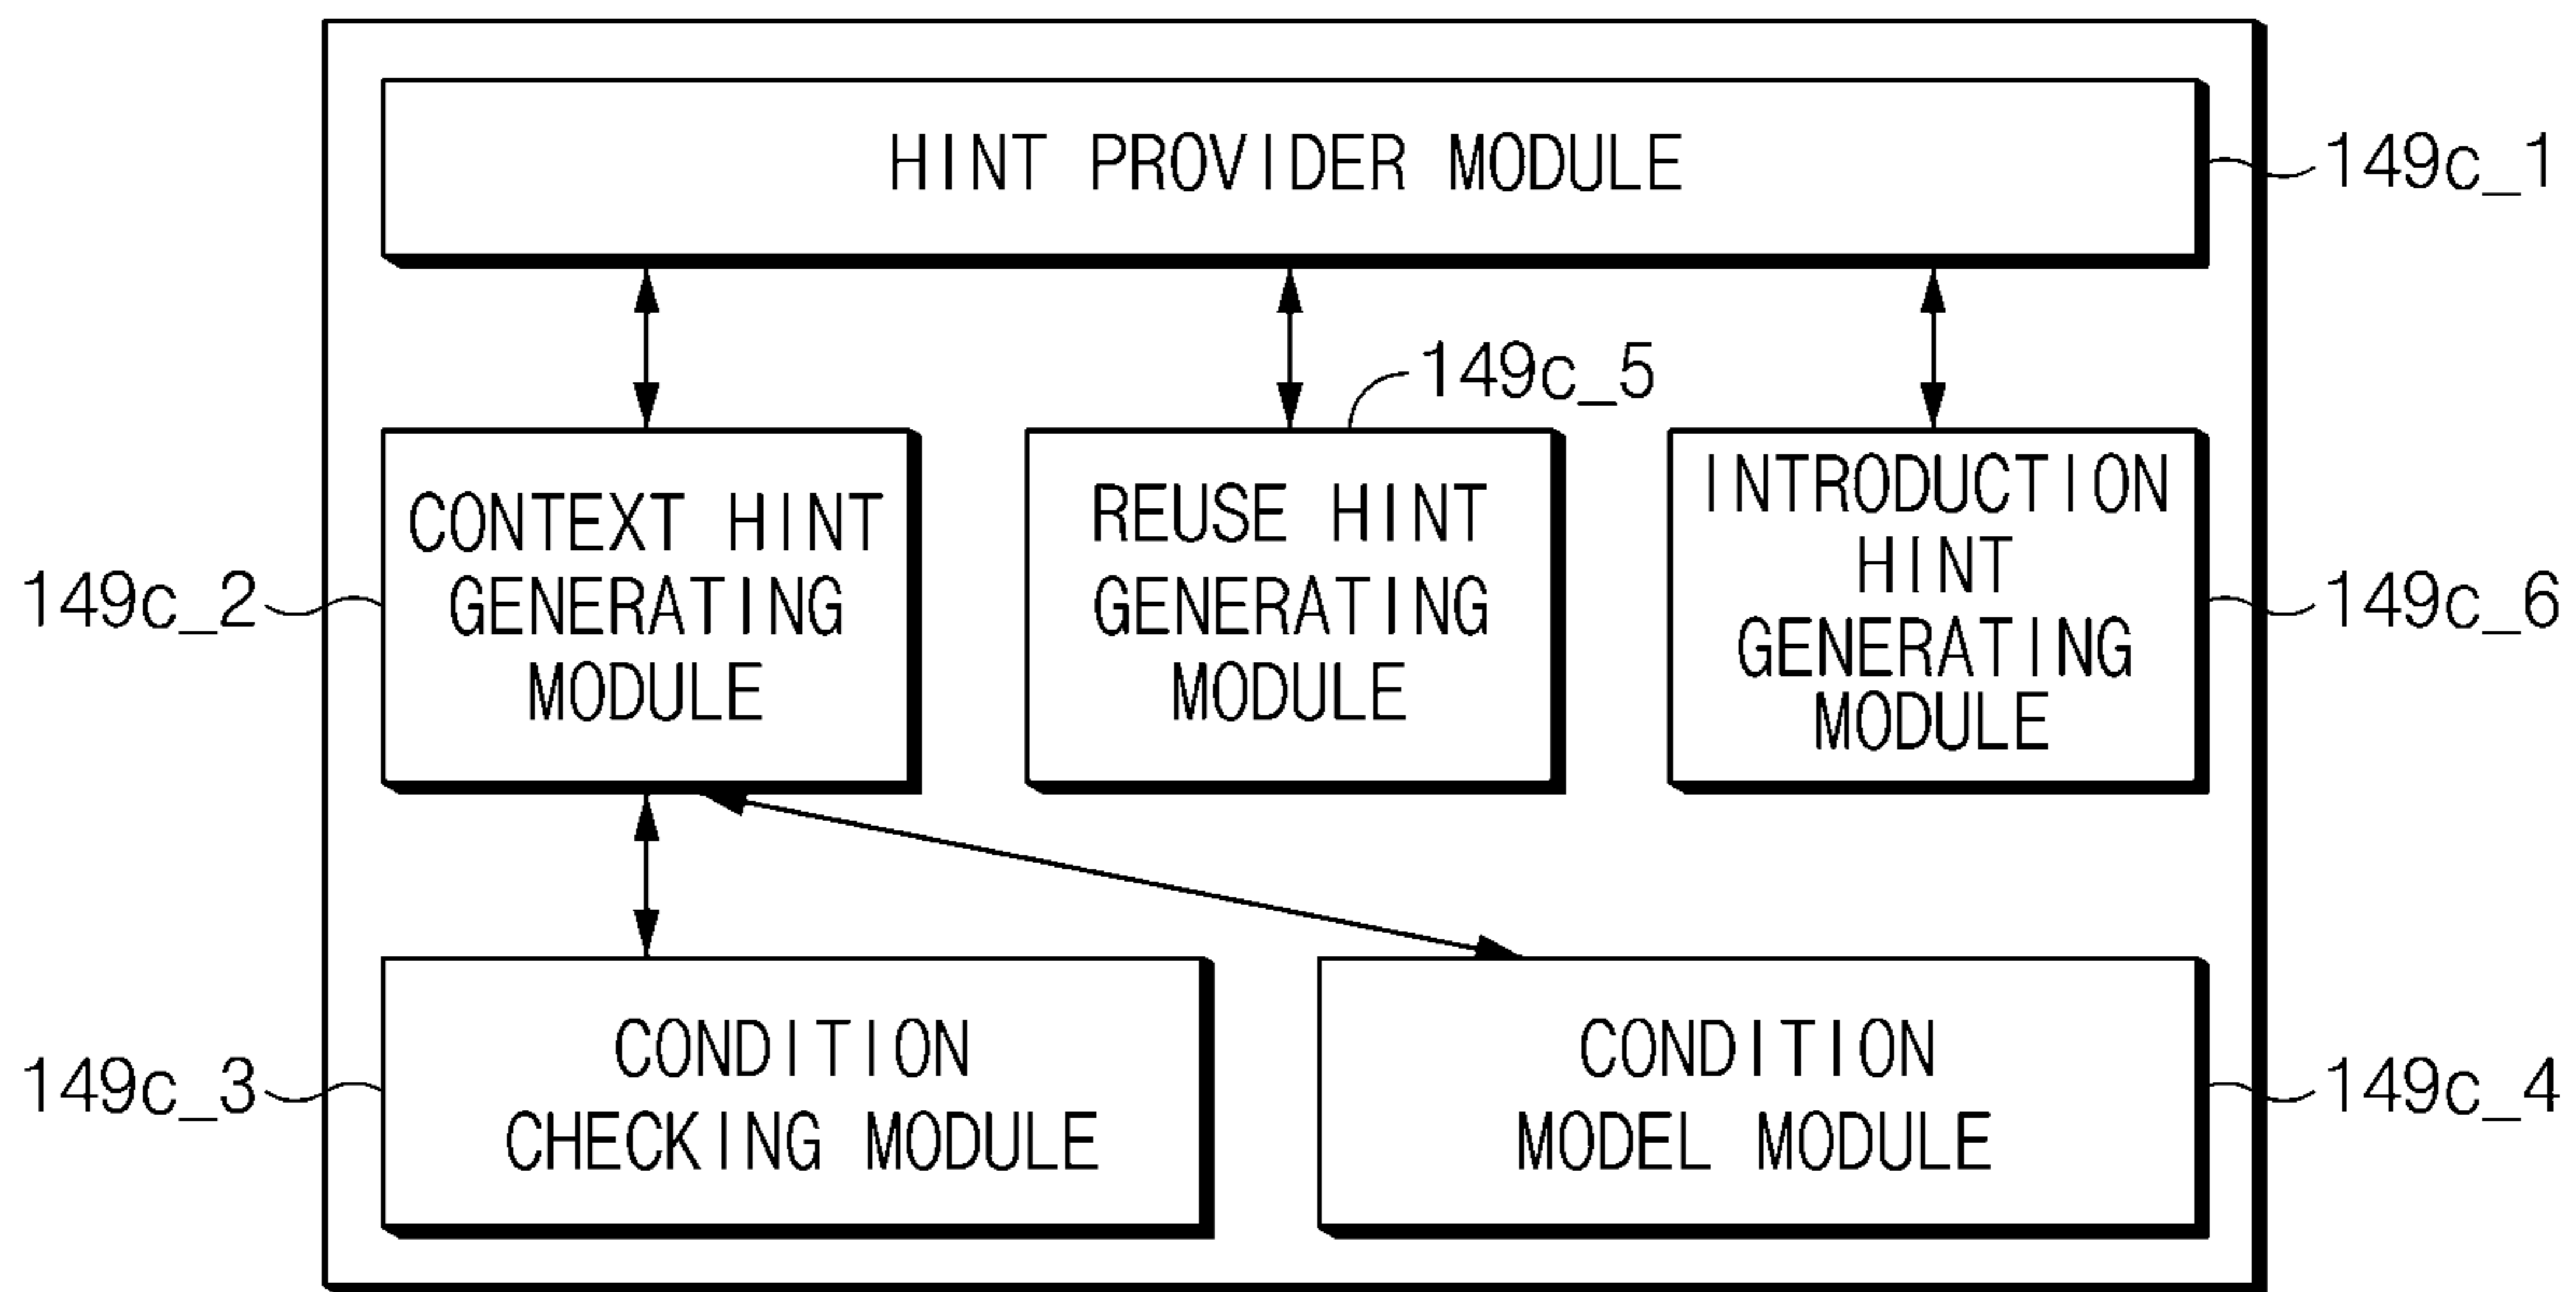 HINT PROVIDER MODULE
149c_1
149c_5
CONTEXT HINT
GENERATING
MODULE
149c_2
REUSE HINT
GENERATING
MODULE
INTRODUCTION
HINT
GENERATING
MODULE
149c_6
CONDITION
CHECKING MODULE
149c_3
CONDITION
MODEL MODULE
149c_4